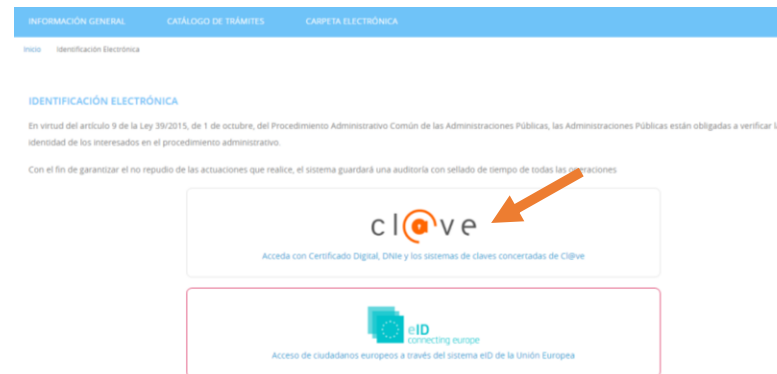 INFORMACIÓN GENERAL CATÁLOGO DE TRÁMITES CARPETA ELECTRÓNICA
Inicio Identificación Electrónica
IDENTIFICACIÓN ELECTRÓNICA
En virtud del artículo 9 de la Ley 39/2015, de 1 de octubre, del Procedimiento Administrativo Común de las Administraciones Públicas, las Administraciones Públicas están obligadas a verificar l
identidad de los interesados en el procedimiento administrativo.
Con el fin de garantizar el no repudio de las actuaciones que realice, el sistema guardará una auditoría con sellado de tiempo de todas las operaciones
cl@ve
Acceda con Certificado Digital, DNIe y los sistemas de claves concertadas de Cl@ve
eID
connecting europe
Acceso de ciudadanos europeos a través del sistema eID de la Unión Europea